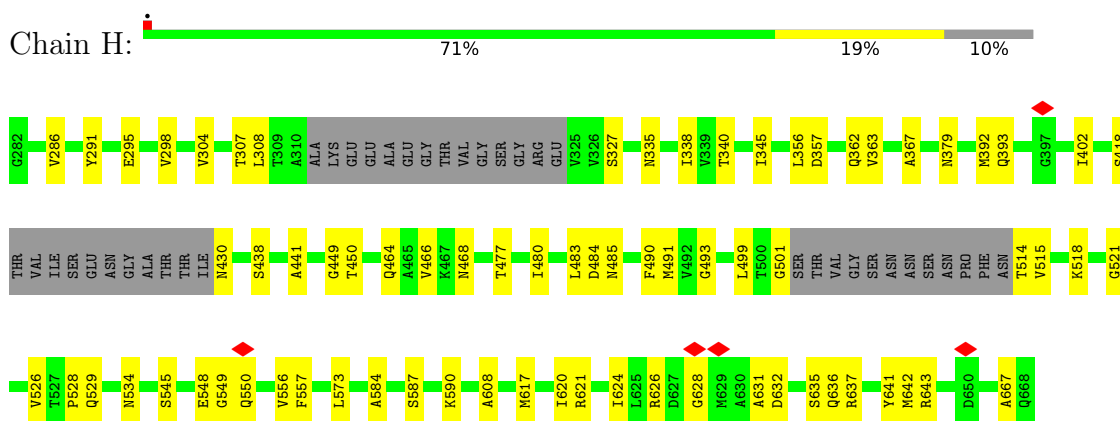 Chain H:
•
71% 19% 10%
G282 V286 Y291 E295 V298 V304 T307 L308 T309 A310 ALA LYS GLU GLU ALA GLU GLY THR VAL GLY SER GLY ARG GLU V325 V326 S327 N335 I338 V339 T340 I345 L356 D357 Q362 V363 A367 N379 M392 Q393 G397 I402
THR VAL ILE SER GLU ASN GLY ALA THR THR ILE N430 S438 A441 G449 T450 Q464 A465 V466 K467 N468 T477 I480 L483 D484 N485 F490 M491 V492 G493 L499 T500 G501 SER THR VAL GLY SER ASN ASN SER ASN PRO PHE ASN T514 V515 K518 G521
V526 T527 P528 Q529 N534 S545 E548 G549 Q550 V556 F557 L573 A584 S587 K590 A608 M617 I620 R621 I624 L625 R626 D627 G628 M629 A630 A631 D632 S635 Q636 R637 Y641 M642 R643 D650 A667 Q668